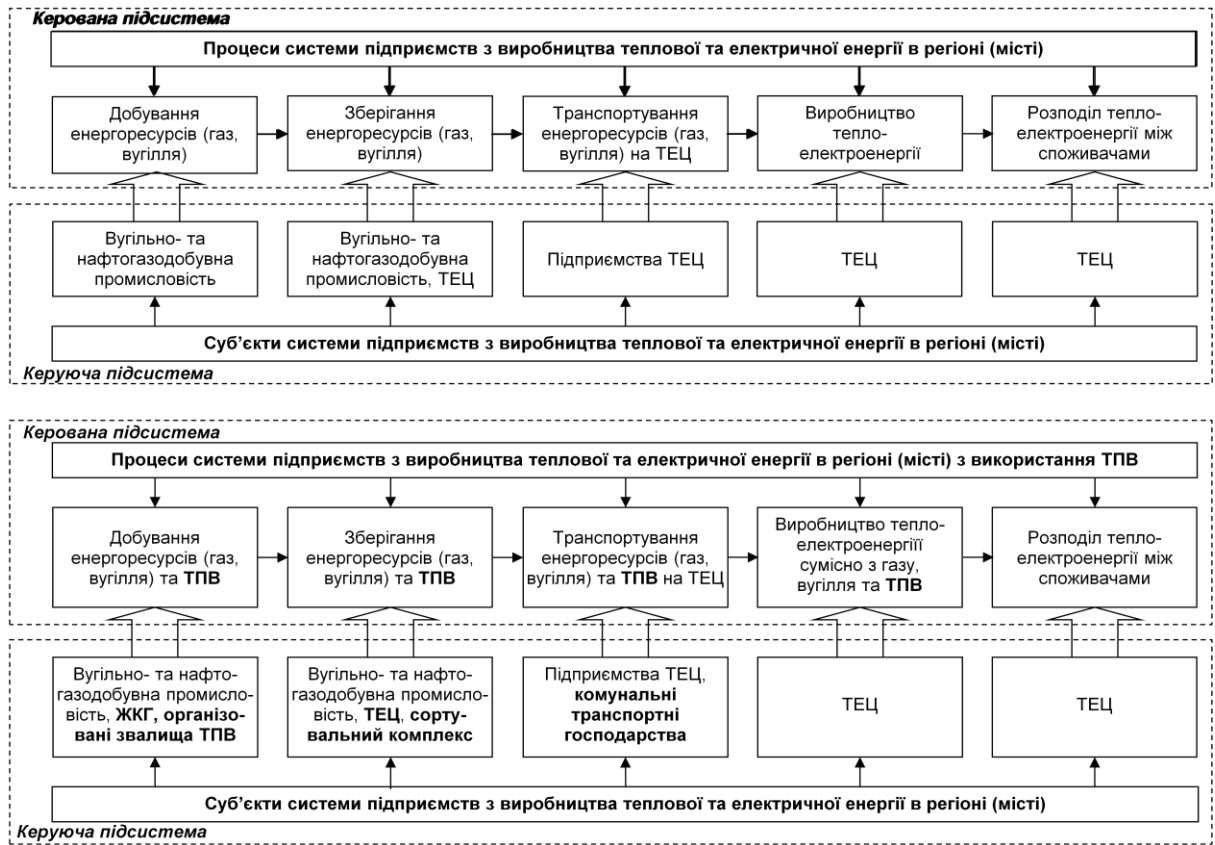 Керована підсистема
Процеси системи підприємств з виробництва теплової та електричної енергії в регіоні (місті)
Добування
енергоресурсів (газ,
вугілля)
Зберігання
енергоресурсів (газ,
вугілля)
Транспортування
енергоресурсів (газ,
вугілля) на ТЕЦ
Виробництво
тепло-
електроенергії
Розподіл тепло-
електроенергії між
споживачами
Вугільно- та
нафтогазодобувна
промисловість
Вугільно- та
нафтогазодобувна
промисловість, ТЕЦ
Підприємства ТЕЦ
ТЕЦ
ТЕЦ
Суб’єкти системи підприємств з виробництва теплової та електричної енергії в регіоні (місті)
Керуюча підсистема
Керована підсистема
Процеси системи підприємств з виробництва теплової та електричної енергії в регіоні (місті) з використання ТПВ
Добування
енергоресурсів (газ,
вугілля) та ТПВ
Зберігання
енергоресурсів (газ,
вугілля) та ТПВ
Транспортування
енергоресурсів (газ,
вугілля) та ТПВ на ТЕЦ
Виробництво тепло-
електроенергіїї
сумісно з газу,
вугілля та ТПВ
Розподіл тепло-
електроенергії між
споживачами
Вугільно- та нафто-
газодобувна промисло-
вість, ЖКГ, організо-
вані звалища ТПВ
Вугільно- та нафто-
газодобувна промисло-
вість, ТЕЦ, сорту-
вальний комплекс
Підприємства ТЕЦ,
комунальні
транспортні
господарства
ТЕЦ
ТЕЦ
Суб’єкти системи підприємств з виробництва теплової та електричної енергії в регіоні (місті)
Керуюча підсистема